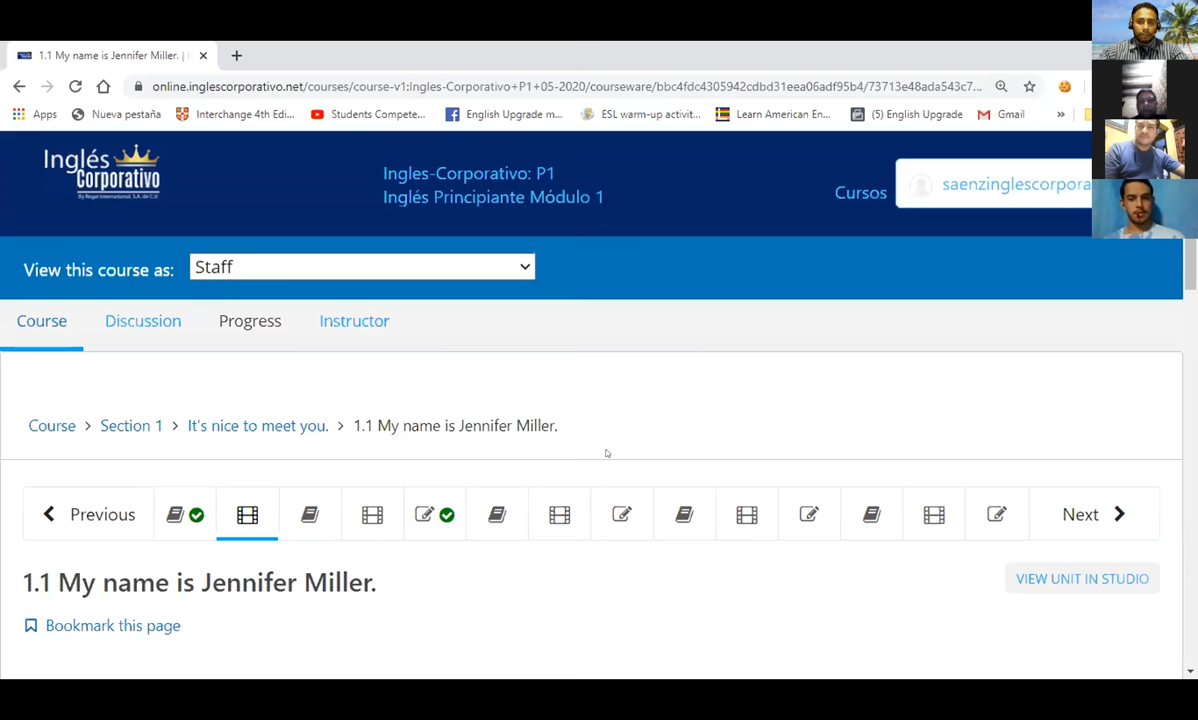 1.1 My name is Jennifer Miller. |
online.inglescorporativo.net/courses/course-v1:Ingles-Corporativo+P1+05-2020/courseware/bbc4fdc4305942cdbd31eea06adf95b4/73713e48ada543c7...
Apps Nueva pestaña Interchange 4th Edi... Students Compete... English Upgrade m... ESL warm-up activit... Learn American En... (5) English Upgrade Gmail »
Inglés
Corporativo
By Regal International, S.A. de C.V.
Ingles-Corporativo: P1
Inglés Principiante Módulo 1
Cursos
saenzinglescorpora
View this course as: Staff
Course Discussion Progress Instructor
Course > Section 1 > It's nice to meet you. > 1.1 My name is Jennifer Miller.
Previous Next
1.1 My name is Jennifer Miller.
VIEW UNIT IN STUDIO
Bookmark this page